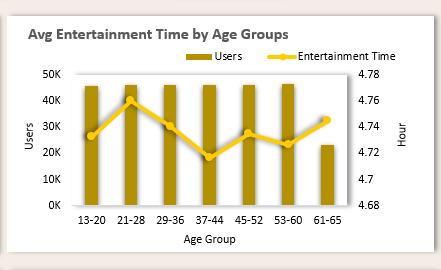 Avg Entertainment Time by Age Groups
Users Entertainment Time
50K 4.78
40K 4.76
30K 4.74
20K 4.72
10K 4.7
0K 4.68
Users
Hour
13-20 21-28 29-36 37-44 45-52 53-60 61-65
Age Group